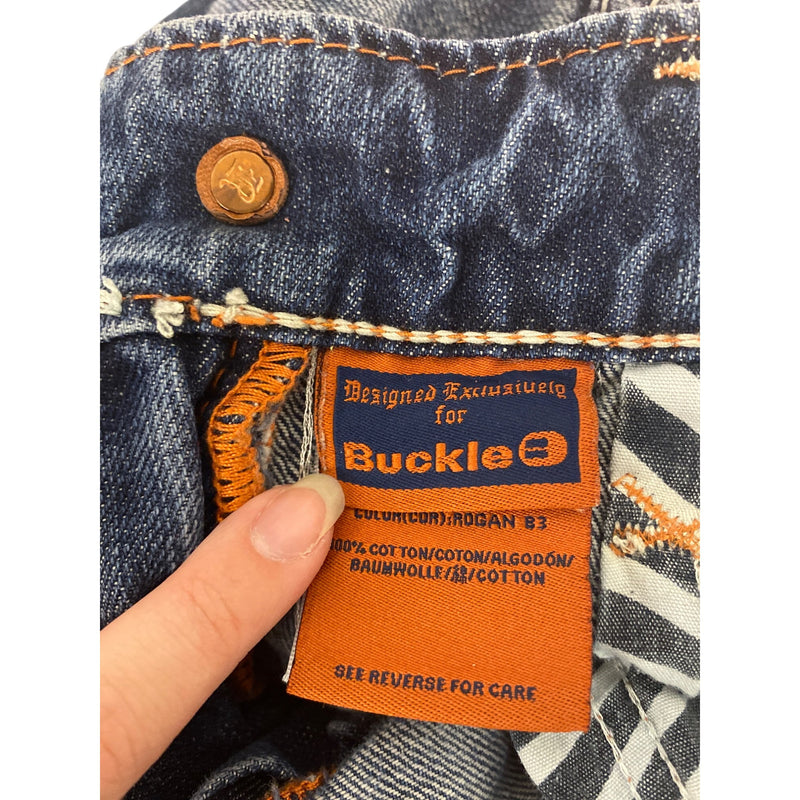 Designed Exclusively
for
Buckle
COLOR(COR):ROGAN 83
100% COTTON/COTON/ALGODÓN/
BAUMWOLLE/綿/COTTON
SEE REVERSE FOR CARE